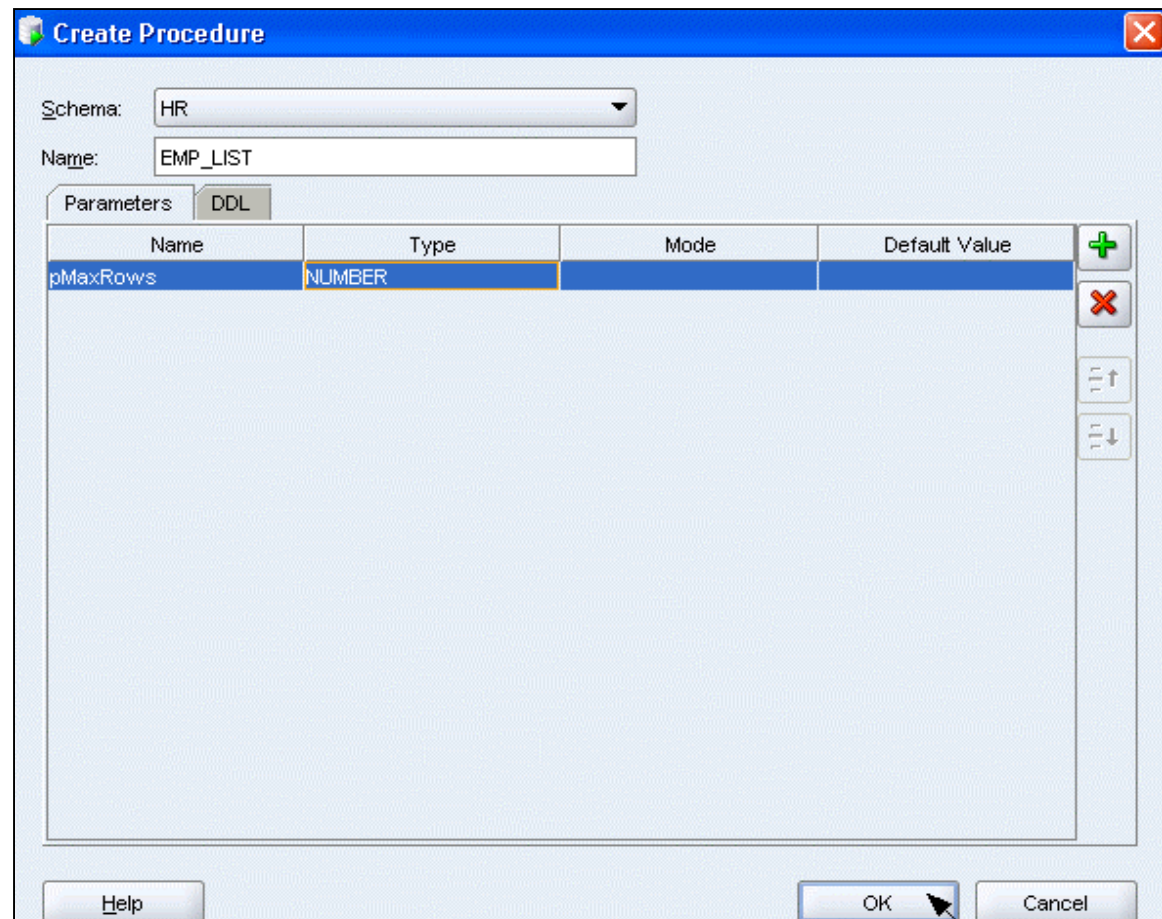 Create Procedure
Schema: HR
Name: EMP_LIST
Parameters DDL
Name Type Mode Default Value
pMaxRows NUMBER
Help OK Cancel